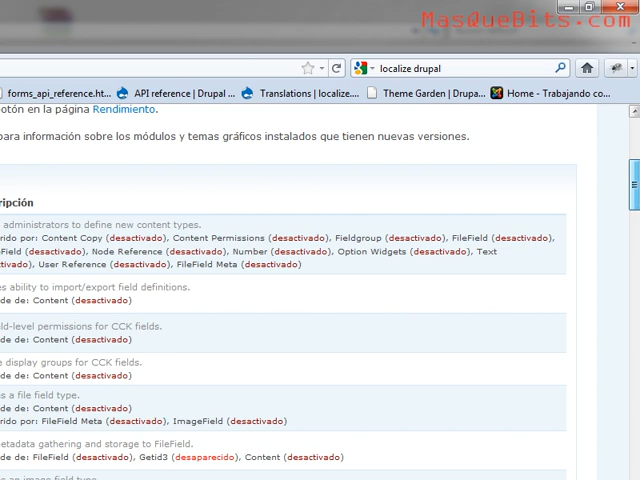 MasQueBits.com
localize drupal
forms_api_reference.ht... API reference | Drupal ... Translations | localize.... Theme Garden | Drupa... Home - Trabajando co...
otón en la página Rendimiento.
para información sobre los módulos y temas gráficos instalados que tienen nuevas versiones.
ripción
administrators to define new content types.
rido por: Content Copy (desactivado), Content Permissions (desactivado), Fieldgroup (desactivado), FileField (desactivado),
Field (desactivado), Node Reference (desactivado), Number (desactivado), Option Widgets (desactivado), Text
ctivado), User Reference (desactivado), FileField Meta (desactivado)
es ability to import/export field definitions.
de de: Content (desactivado)
ld-level permissions for CCK fields.
de de: Content (desactivado)
e display groups for CCK fields.
de de: Content (desactivado)
s a file field type.
de de: Content (desactivado)
rido por: FileField Meta (desactivado), ImageField (desactivado)
etadata gathering and storage to FileField.
de de: FileField (desactivado), Getid3 (desaparecido), Content (desactivado)
s an image field type.